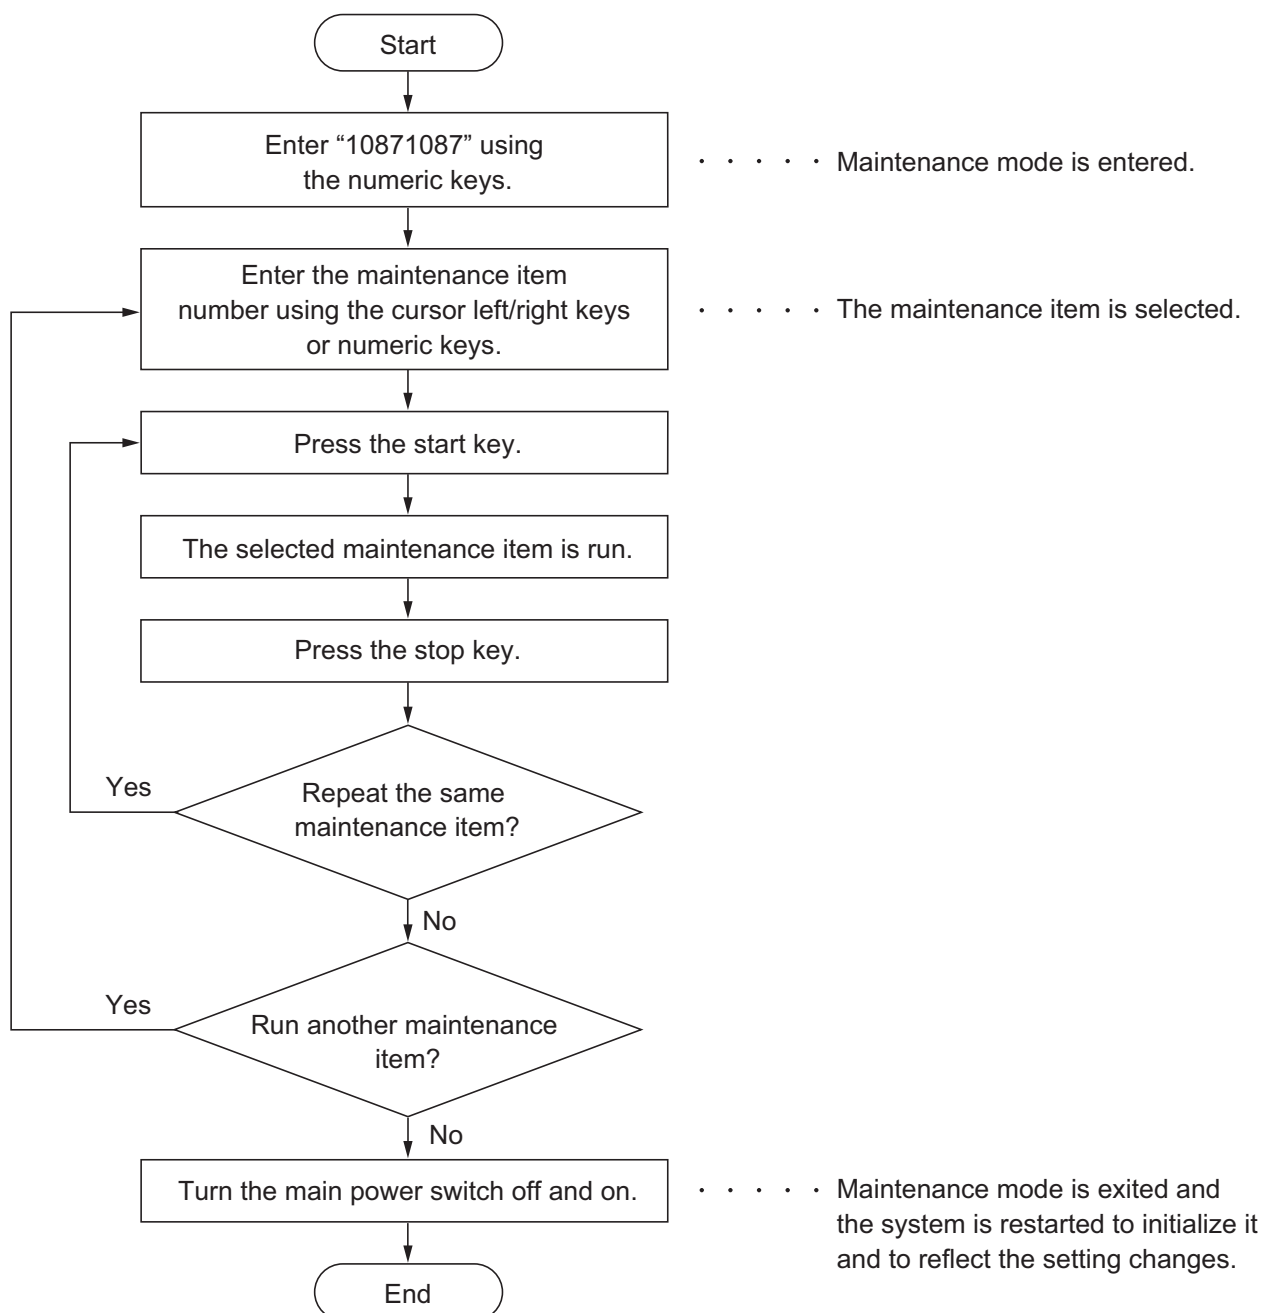 Start
Enter “10871087” using
the numeric keys.
· · · · · Maintenance mode is entered.
Enter the maintenance item
number using the cursor left/right keys
or numeric keys.
· · · · · The maintenance item is selected.
Press the start key.
The selected maintenance item is run.
Press the stop key.
Yes
Repeat the same
maintenance item?
No
Yes
Run another maintenance
item?
No
Turn the main power switch off and on.
· · · · · Maintenance mode is exited and
the system is restarted to initialize it
and to reflect the setting changes.
End